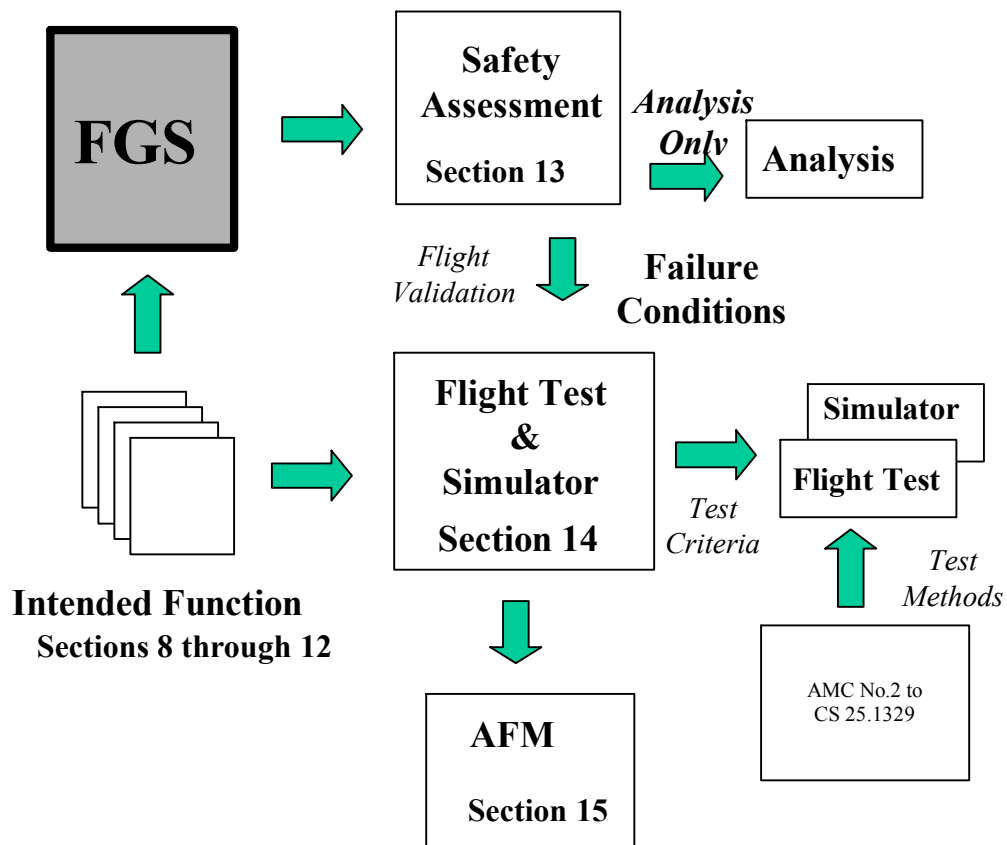 FGS
Safety
Assessment
Section 13
Analysis
Only
Analysis
Flight
Validation
Failure
Conditions
Intended Function
Sections 8 through 12
Flight Test
&
Simulator
Section 14
Test
Criteria
Simulator
Flight Test
Test
Methods
AMC No.2 to
CS 25.1329
AFM
Section 15